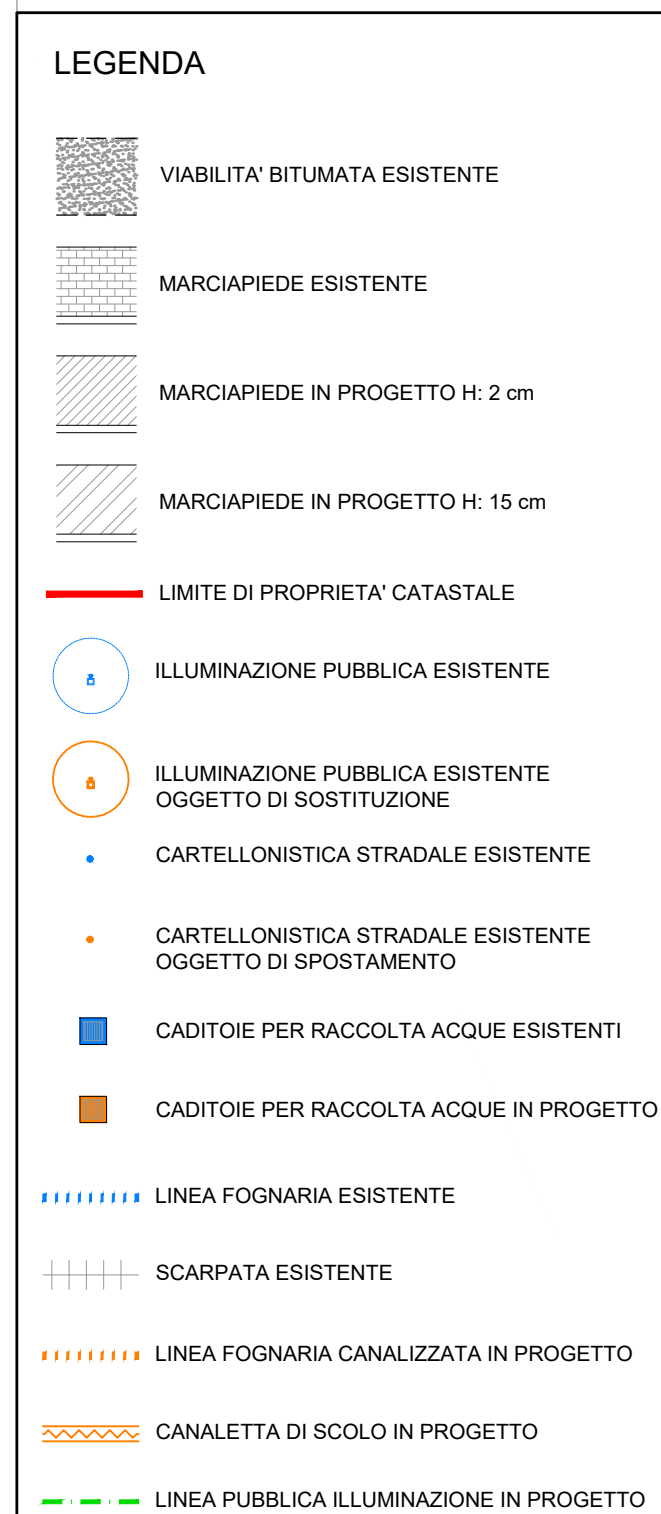 LEGENDA
VIABILITA' BITUMATA ESISTENTE
MARCIAPIEDE ESISTENTE
MARCIAPIEDE IN PROGETTO H: 2 cm
MARCIAPIEDE IN PROGETTO H: 15 cm
LIMITE DI PROPRIETA' CATASTALE
ILLUMINAZIONE PUBBLICA ESISTENTE
ILLUMINAZIONE PUBBLICA ESISTENTE
OGGETTO DI SOSTITUZIONE
CARTELLONISTICA STRADALE ESISTENTE
CARTELLONISTICA STRADALE ESISTENTE
OGGETTO DI SPOSTAMENTO
CADITOIE PER RACCOLTA ACQUE ESISTENTI
CADITOIE PER RACCOLTA ACQUE IN PROGETTO
LINEA FOGNARIA ESISTENTE
SCARPATA ESISTENTE
LINEA FOGNARIA CANALIZZATA IN PROGETTO
CANALETTA DI SCOLO IN PROGETTO
LINEA PUBBLICA ILLUMINAZIONE IN PROGETTO